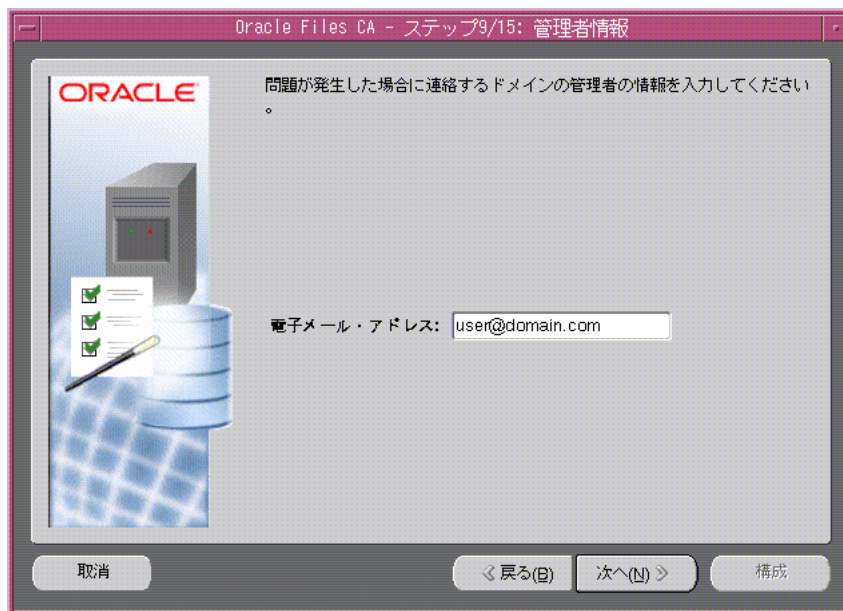 Oracle Files CA - ステップ9/15: 管理者情報
ORACLE
問題が発生した場合に連絡するドメインの管理者の情報を入力してください
。
電子メール・アドレス: user@domain.com
取消
戻る(B)
次へ(N)
構成